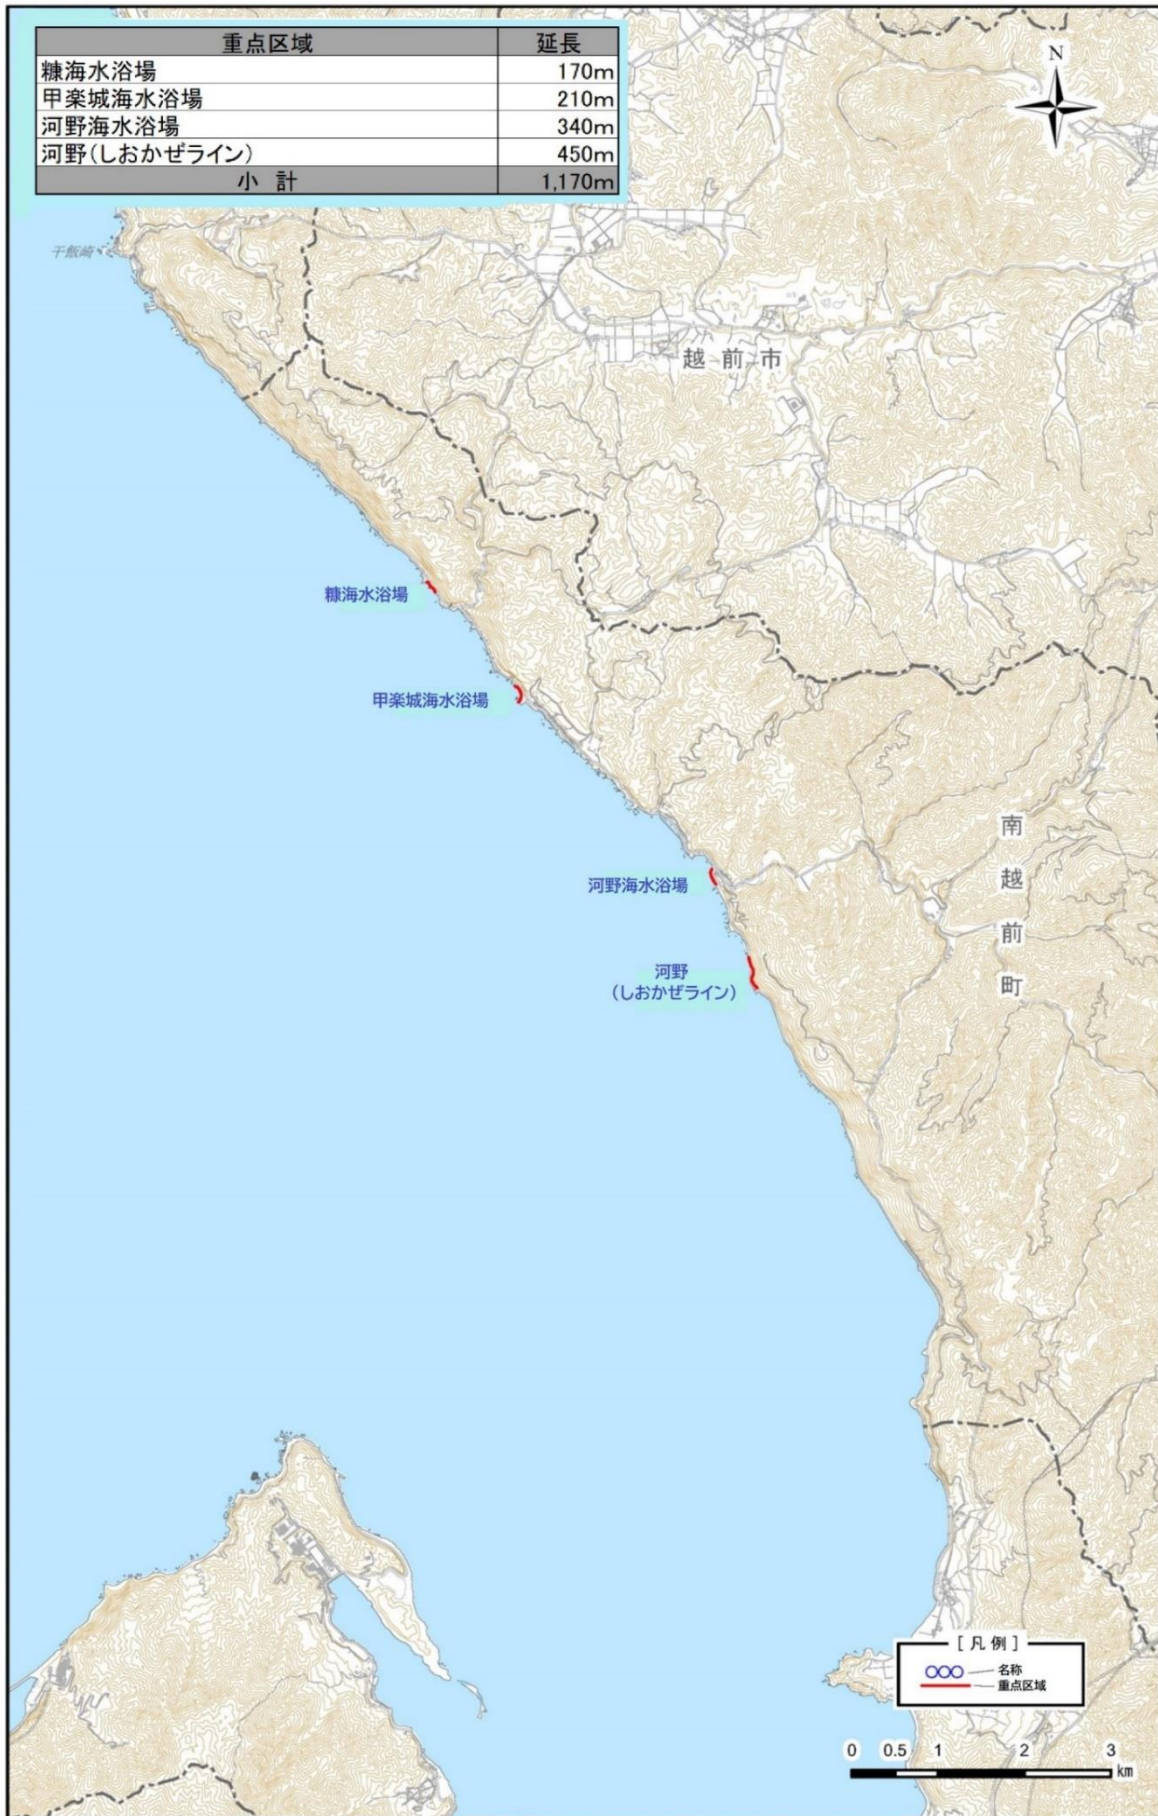 重点区域 延長
糠海水浴場 170m
甲楽城海水浴場 210m
河野海水浴場 340m
河野(しおかぜライン) 450m
小 計 1,170m
N
干飯崎
越前市
糠海水浴場
甲楽城海水浴場
南越前町
河野海水浴場
河野
(しおかぜライン)
[凡例]
○○○ 名称
重点区域
0 0.5 1 2 3
km